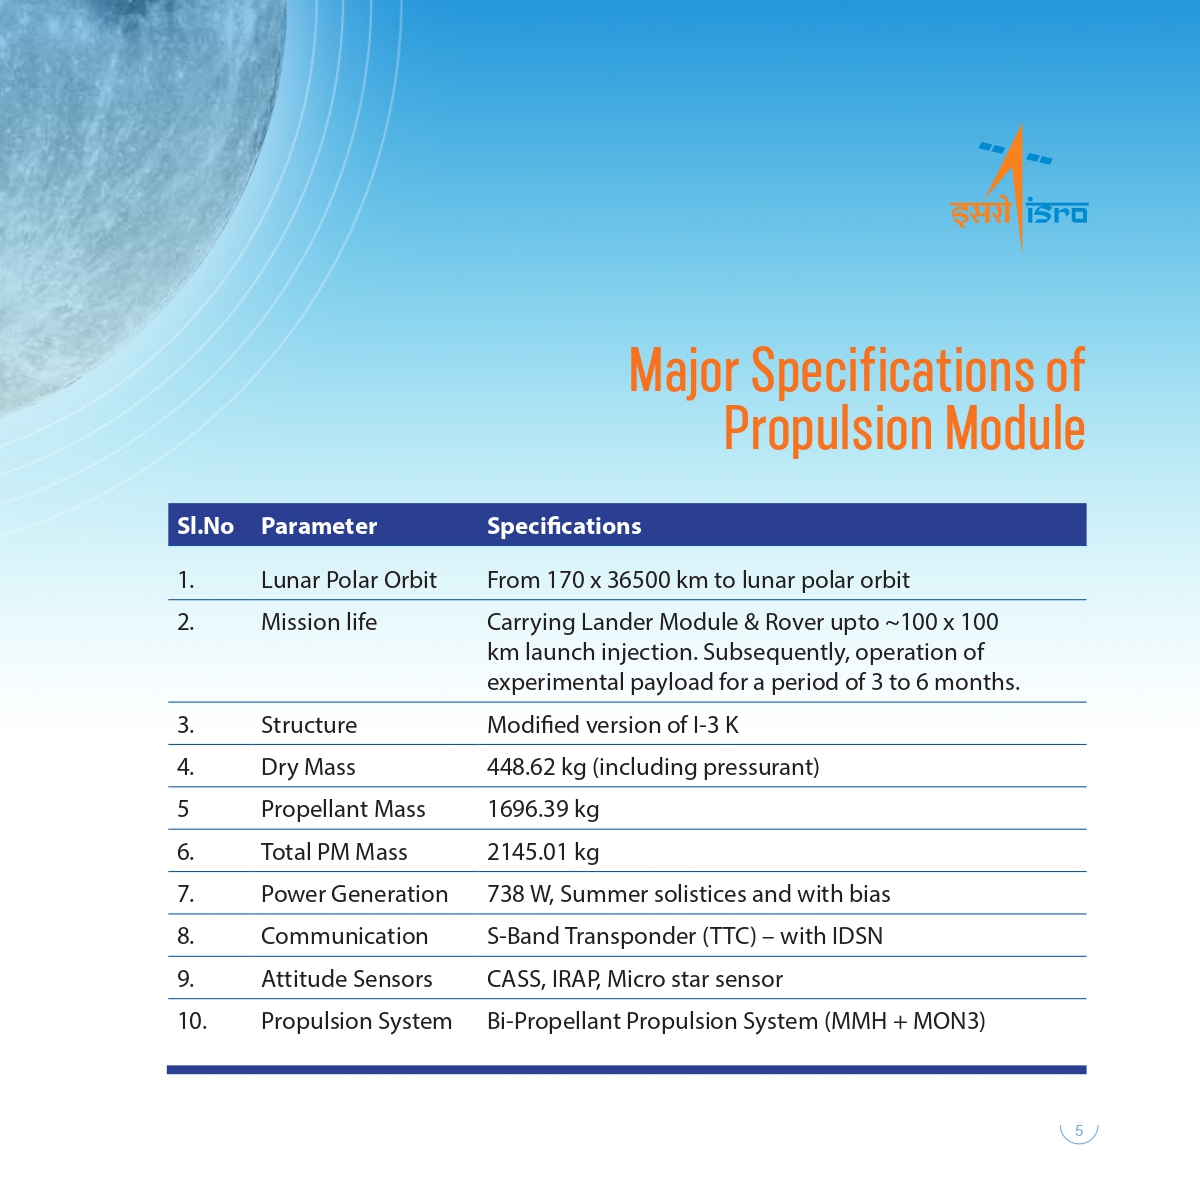 इसरो isro
Major Specifications of
Propulsion Module
Sl.No Parameter Specifications
1. Lunar Polar Orbit From 170 x 36500 km to lunar polar orbit
2. Mission life Carrying Lander Module & Rover upto ~100 x 100
km launch injection. Subsequently, operation of
experimental payload for a period of 3 to 6 months.
3. Structure Modified version of I-3 K
4. Dry Mass 448.62 kg (including pressurant)
5 Propellant Mass 1696.39 kg
6. Total PM Mass 2145.01 kg
7. Power Generation 738 W, Summer solistices and with bias
8. Communication S-Band Transponder (TTC) – with IDSN
9. Attitude Sensors CASS, IRAP, Micro star sensor
10. Propulsion System Bi-Propellant Propulsion System (MMH + MON3)
5